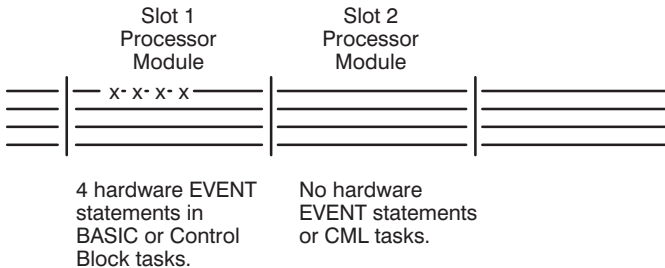 Slot 1
Processor
Module
Slot 2
Processor
Module
x- x- x- x
4 hardware EVENT
statements in
BASIC or Control
Block tasks.
No hardware
EVENT statements
or CML tasks.